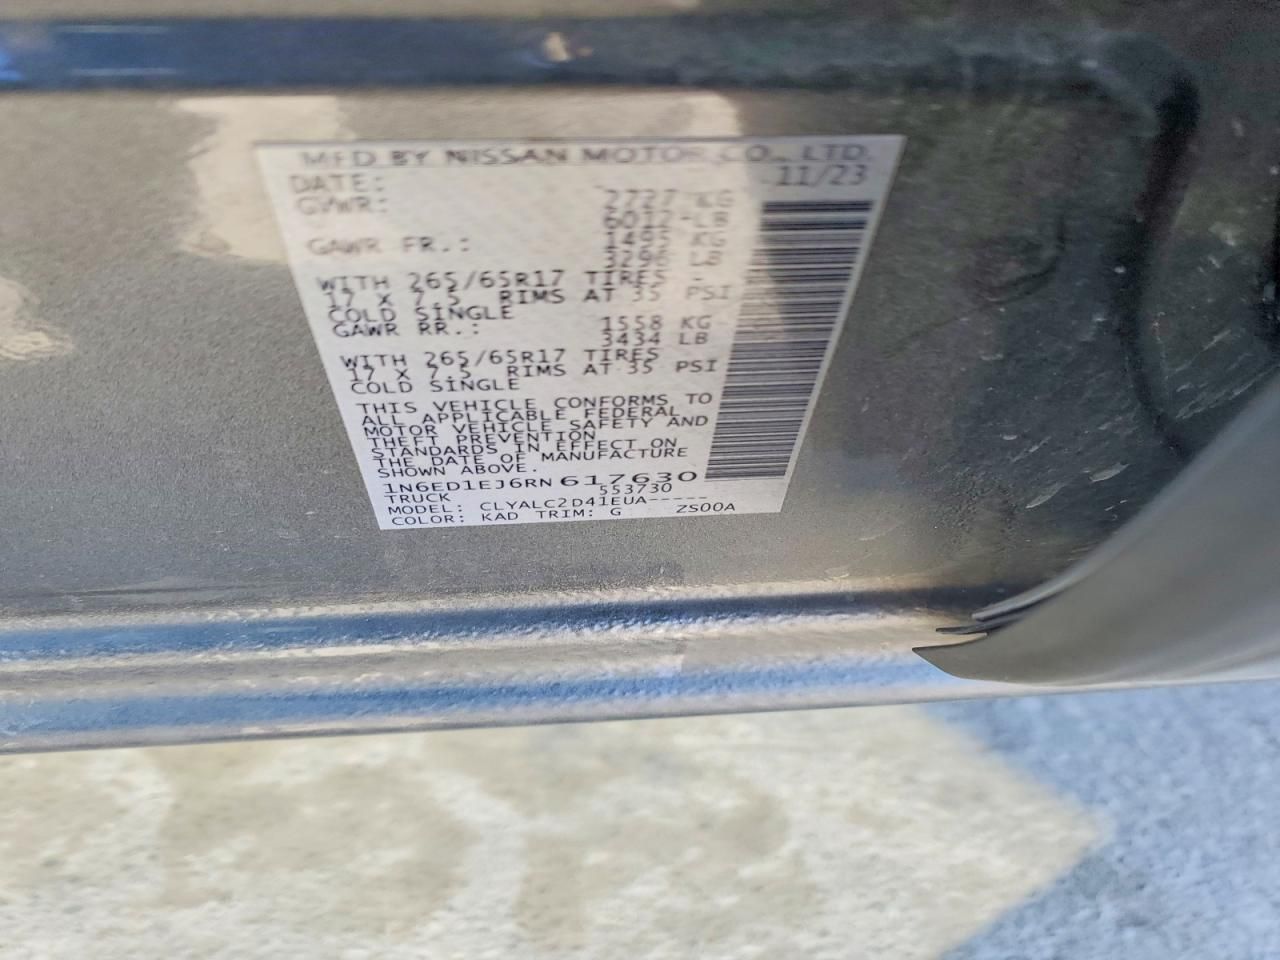 MFD BY NISSAN MOTOR CO., LTD.
DATE: 11/23
GVWR: 2727 KG
6012 LB
GAWR FR.: 1495 KG
3296 LB
WITH 265/65R17 TIRES -
17 X 7.5 RIMS AT 35 PSI
COLD SINGLE
GAWR RR.: 1558 KG
3434 LB
WITH 265/65R17 TIRES
17 X 7.5 RIMS AT 35 PSI
COLD SINGLE
THIS VEHICLE CONFORMS TO
ALL APPLICABLE FEDERAL
MOTOR VEHICLE SAFETY AND
THEFT PREVENTION
STANDARDS IN EFFECT ON
THE DATE OF MANUFACTURE
SHOWN ABOVE.
1N6ED1EJ6RN617630
TRUCK 553730
MODEL: CLYALC2D41EUA-----
COLOR: KAD TRIM: G ZS00A